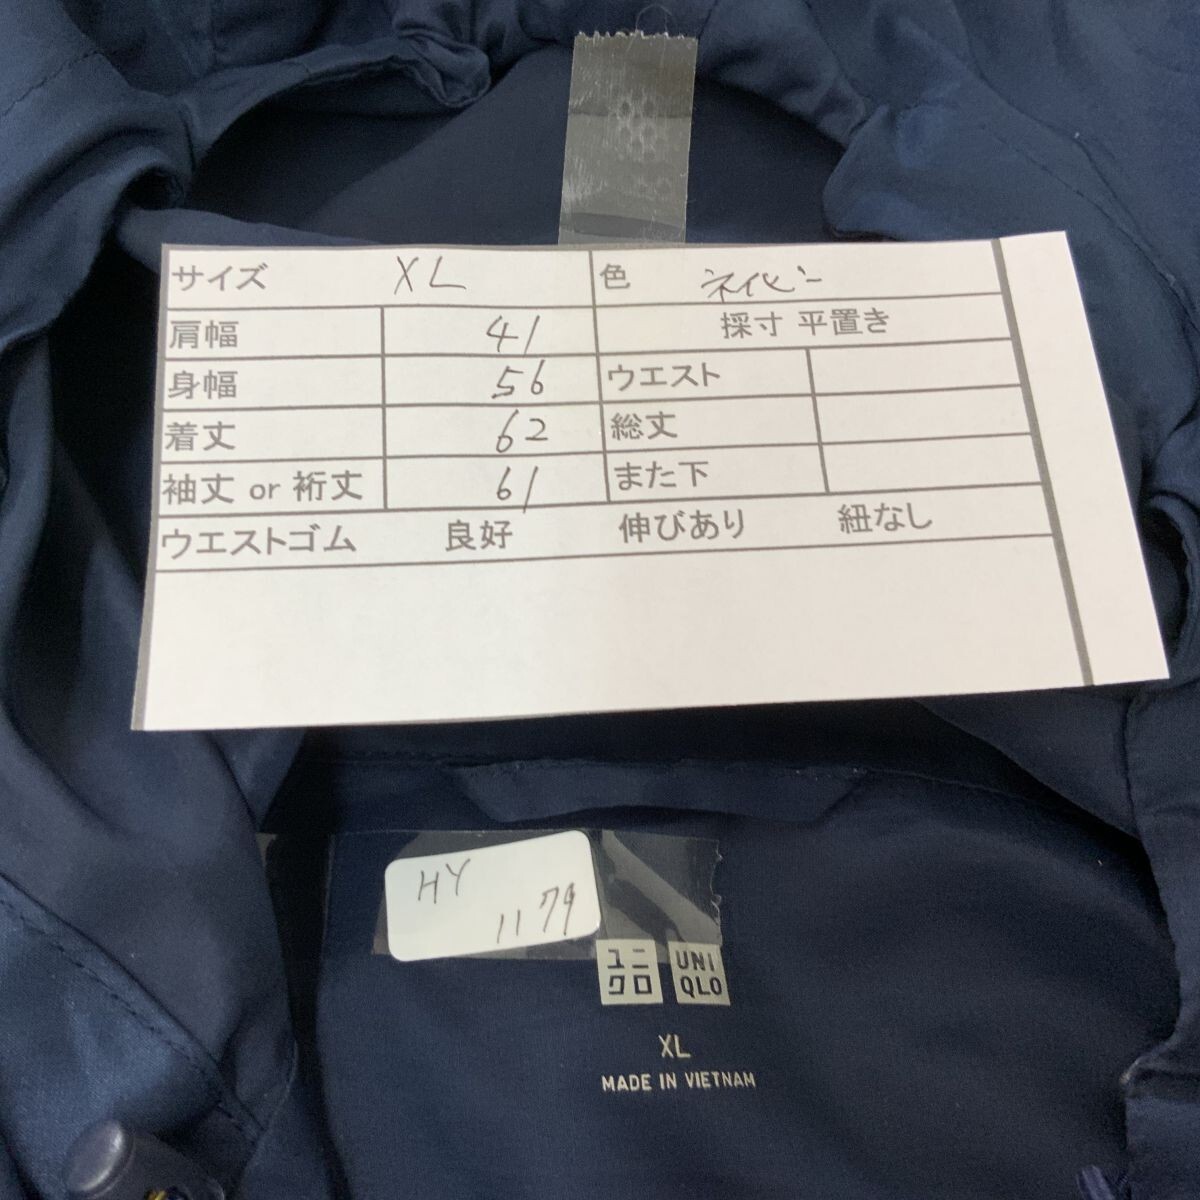 サイズ XL 色 ネイビー
肩幅 41 採寸 平置き
身幅 56 ウエスト
着丈 62 総丈
袖丈 or 裄丈 61 また下
ウエストゴム 良好 伸びあり 紐なし
HY
1179
ユニ UNI
クロ QLO
XL
MADE IN VIETNAM